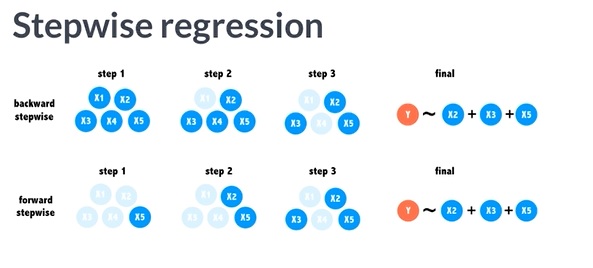 Stepwise regression
step 1 step 2 step 3 final
backward
stepwise
X1 X2 X1 X2 X1 X2
X3 X4 X5 X3 X4 X5 X3 X4 X5
Y ~ X2 + X3 + X5
step 1 step 2 step 3 final
forward
stepwise
X1 X2 X1 X2 X1 X2
X3 X4 X5 X3 X4 X5 X3 X4 X5
Y ~ X2 + X3 + X5